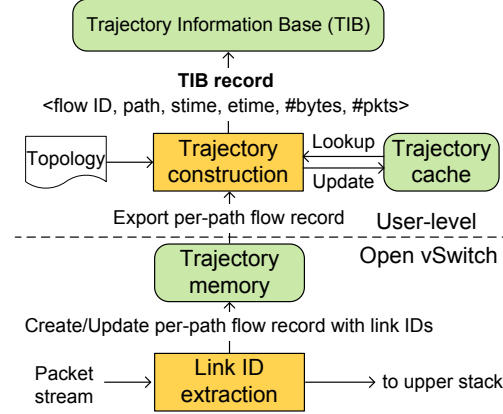 Trajectory Information Base (TIB)
TIB record
<flow ID, path, stime, etime, #bytes, #pkts>
Topology
Trajectory
construction
Lookup
Update
Trajectory
cache
Export per-path flow record
User-level
Open vSwitch
Trajectory
memory
Create/Update per-path flow record with link IDs
Packet
stream
Link ID
extraction
to upper stack